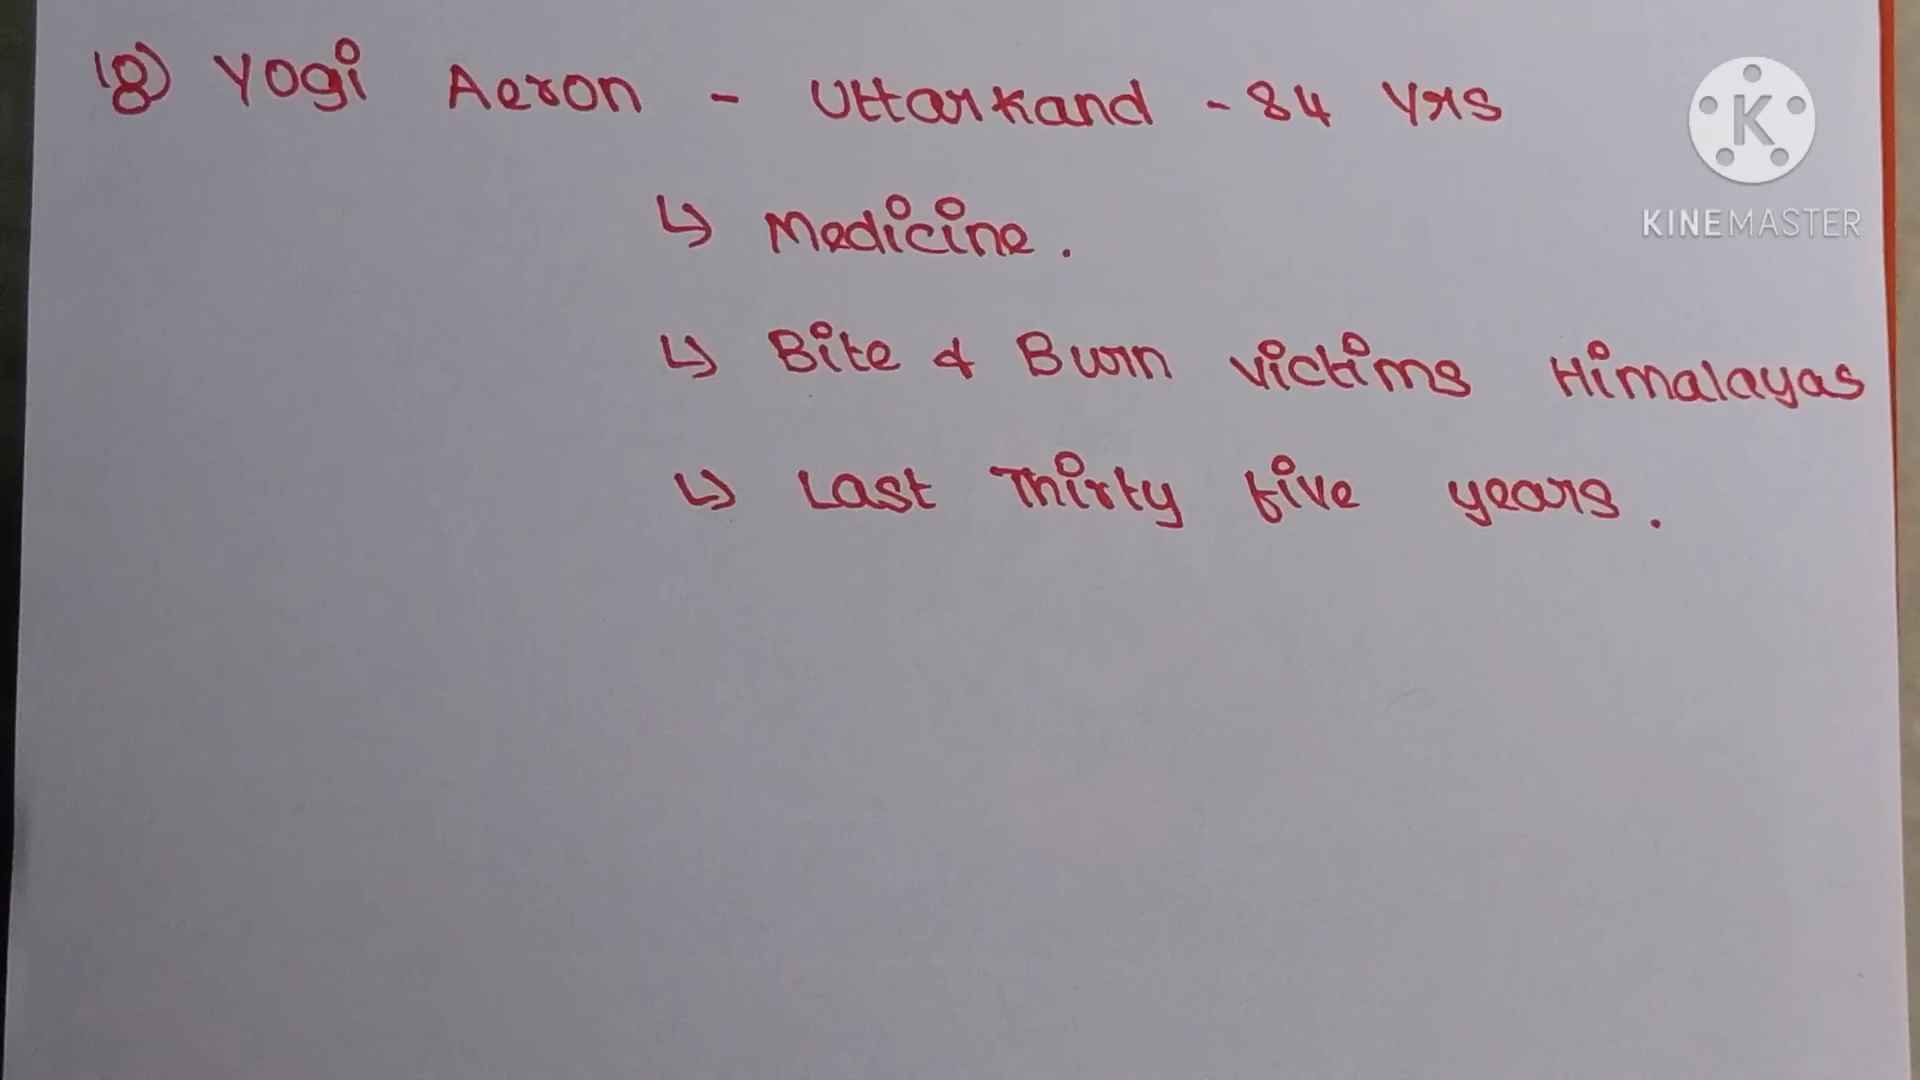 18) Yogi Aeron - Uttarkand - 84 Yrs
K
KINEMASTER
↳ Medicine.
↳ Bite & Burn victims Himalayas
↳ Last Thirty five years.